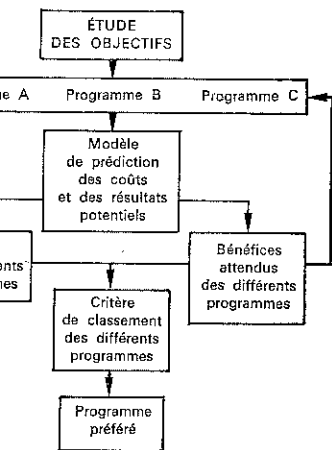 ÉTUDE
DES OBJECTIFS
A Programme B Programme C
Modèle
de prédiction
des coûts
et des résultats
potentiels
Bénéfices
attendus
des différents
programmes
Critère
de classement
des différents
programmes
Programme
préféré